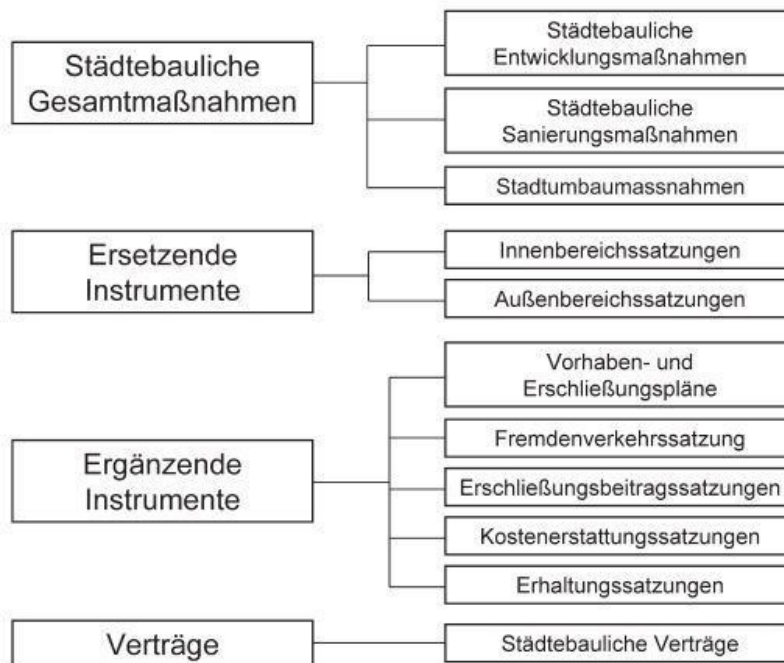 Städtebauliche
Gesamtmaßnahmen
Städtebauliche
Entwicklungsmaßnahmen
Städtebauliche
Sanierungsmaßnahmen
Stadtumbaumassnahmen
Ersetzende
Instrumente
Innenbereichssatzungen
Außenbereichssatzungen
Ergänzende
Instrumente
Vorhaben- und
Erschließungspläne
Fremdenverkehrssatzung
Erschließungsbeitragssatzungen
Kostenerstattungssatzungen
Erhaltungssatzungen
Verträge
Städtebauliche Verträge